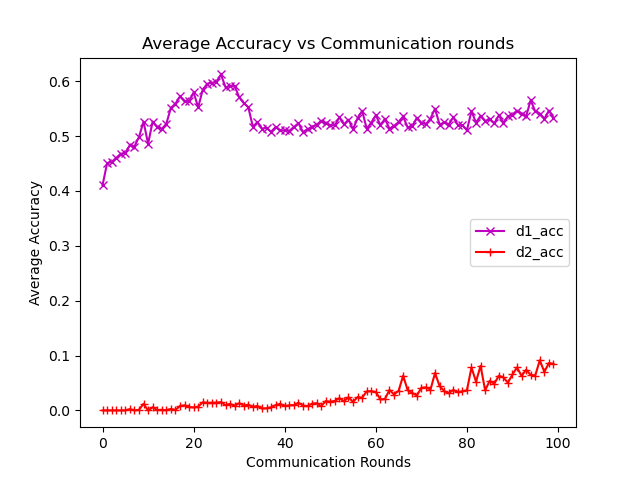 Average Accuracy vs Communication rounds
Average Accuracy
0.6
0.5
0.4
0.3
0.2
0.1
0.0
d1_acc
d2_acc
0 20 40 60 80 100
Communication Rounds